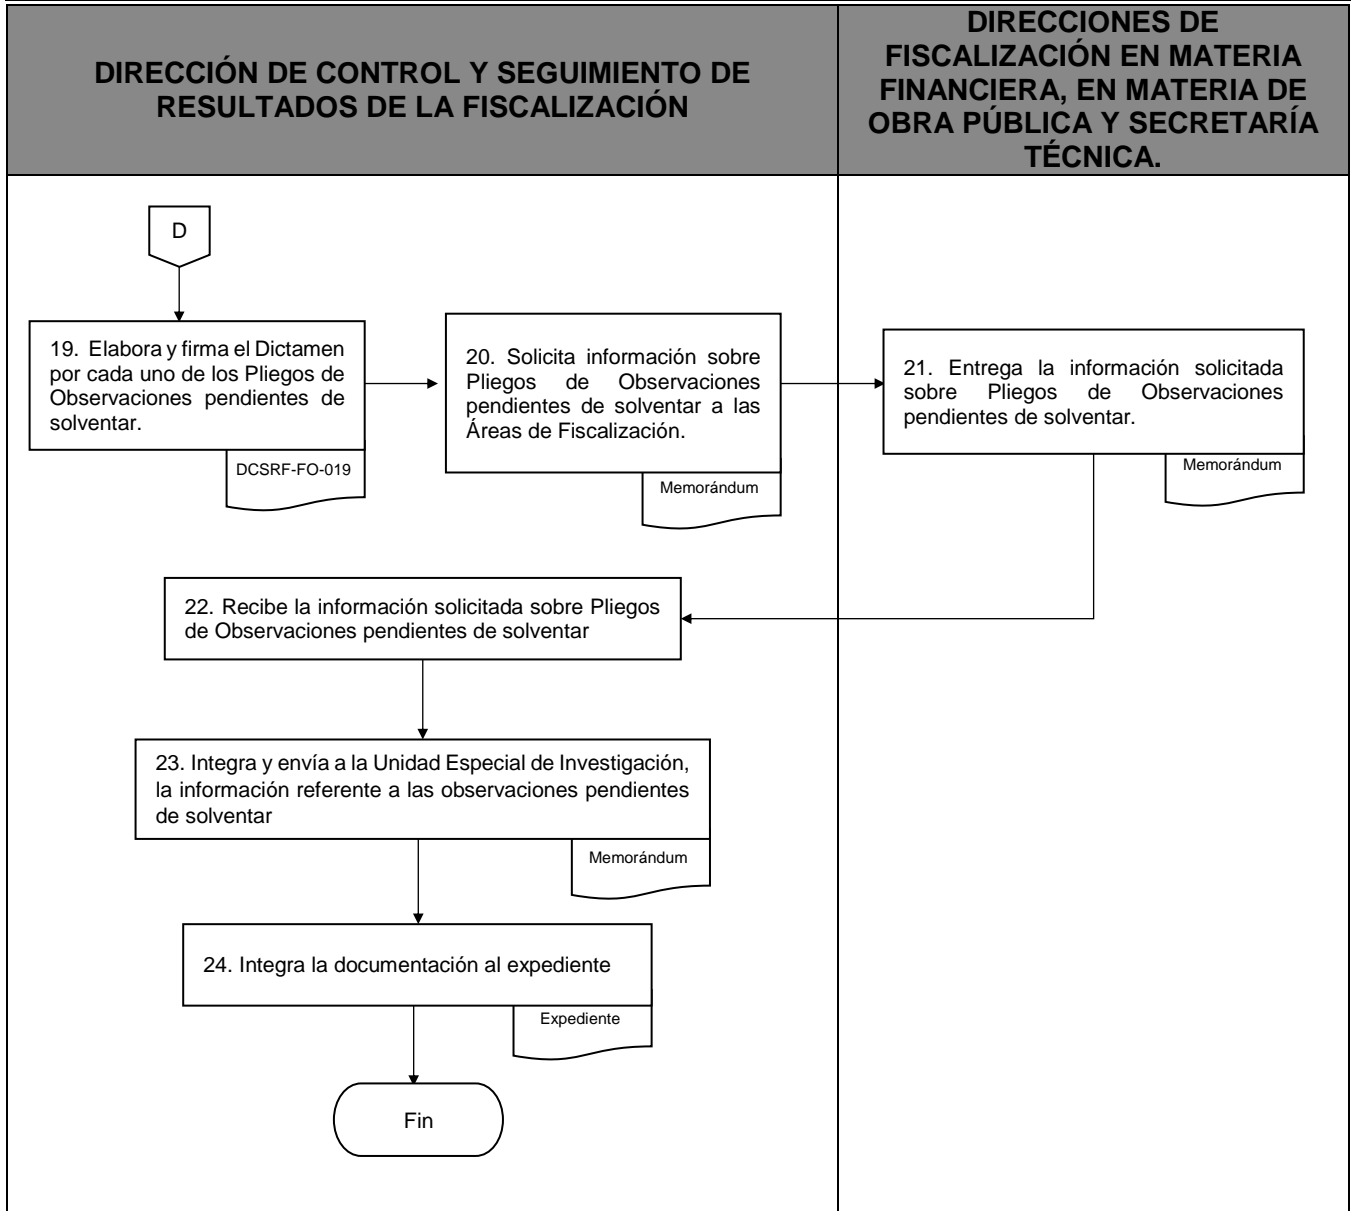 DIRECCIÓN DE CONTROL Y SEGUIMIENTO DE
RESULTADOS DE LA FISCALIZACIÓN
DIRECCIONES DE
FISCALIZACIÓN EN MATERIA
FINANCIERA, EN MATERIA DE
OBRA PÚBLICA Y SECRETARÍA
TÉCNICA.
D
19. Elabora y firma el Dictamen
por cada uno de los Pliegos de
Observaciones pendientes de
solventar.
DCSRF-FO-019
20. Solicita información sobre
Pliegos de Observaciones
pendientes de solventar a las
Áreas de Fiscalización.
Memorándum
21. Entrega la información solicitada
sobre Pliegos de Observaciones
pendientes de solventar.
Memorándum
22. Recibe la información solicitada sobre Pliegos
de Observaciones pendientes de solventar
23. Integra y envía a la Unidad Especial de Investigación,
la información referente a las observaciones pendientes
de solventar
Memorándum
24. Integra la documentación al expediente
Expediente
Fin